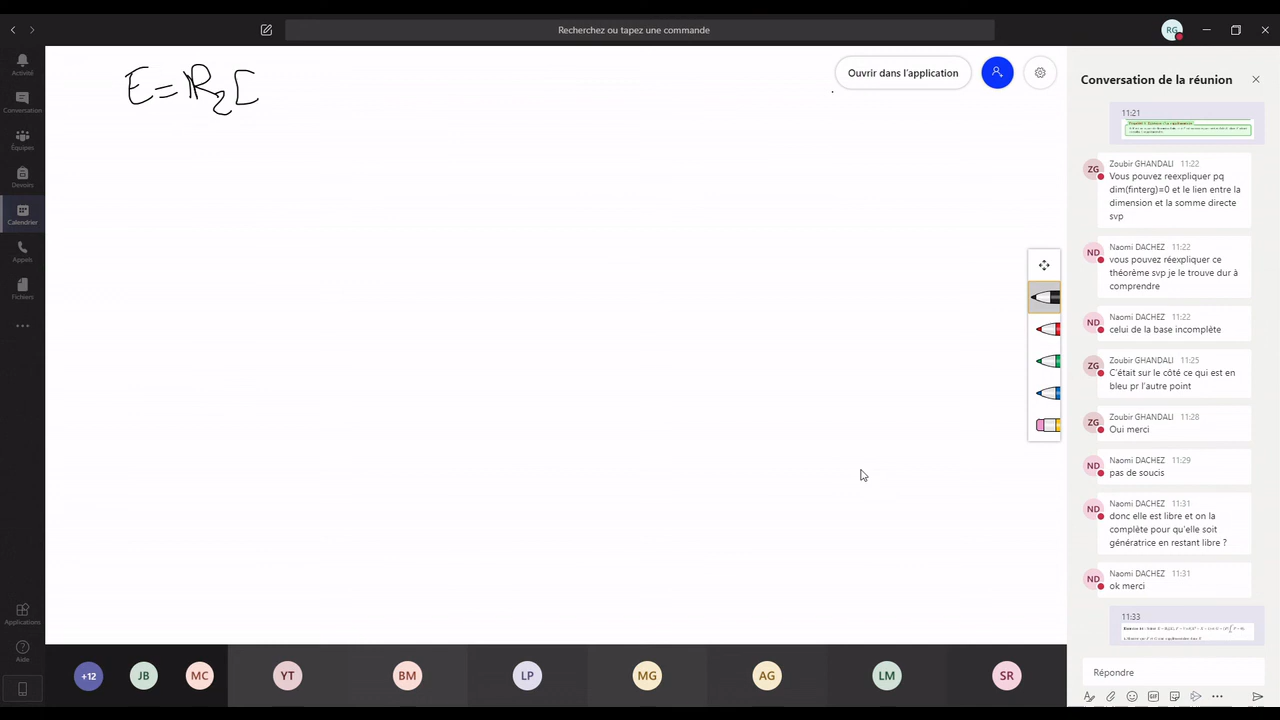 Recherchez ou tapez une commande
RG
Activité
Conversation
Équipes
Devoirs
Calendrier
Appels
Fichiers
Applications
Aide
E=ℝ₂[
Ouvrir dans l'application
Conversation de la réunion
11:21
ZG
Zoubir GHANDALI 11:22
Vous pouvez reexpliquer pq
dim(finterg)=0 et le lien entre la
dimension et la somme directe
svp
ND
Naomi DACHEZ 11:22
vous pouvez réexpliquer ce
théorème svp je le trouve dur à
comprendre
ND
Naomi DACHEZ 11:22
celui de la base incomplète
ZG
Zoubir GHANDALI 11:25
C'était sur le côté ce qui est en
bleu pr l'autre point
ZG
Zoubir GHANDALI 11:28
Oui merci
ND
Naomi DACHEZ 11:29
pas de soucis
ND
Naomi DACHEZ 11:31
donc elle est libre et on la
complète pour qu'elle soit
génératrice en restant libre ?
ND
Naomi DACHEZ 11:31
ok merci
11:33
Répondre
GIF
+12
JB
MC
YT
BM
LP
MG
AG
LM
SR